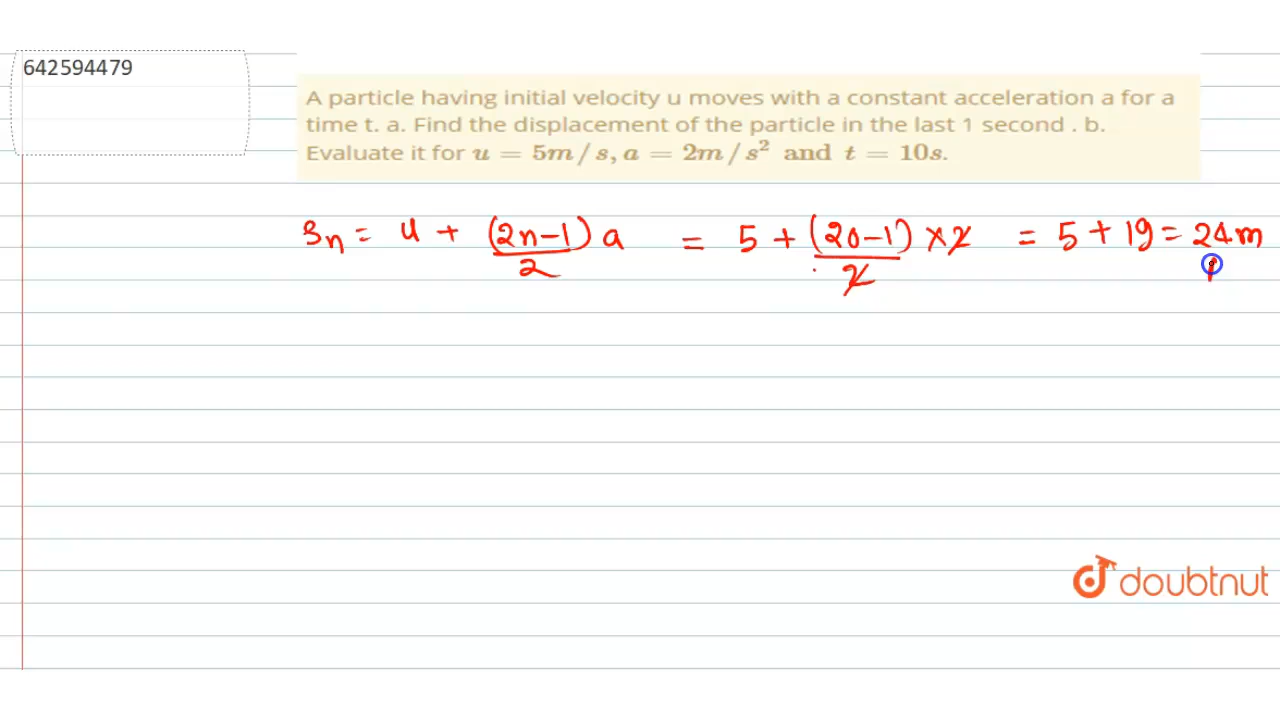 642594479
A particle having initial velocity u moves with a constant acceleration a for a
time t. a. Find the displacement of the particle in the last 1 second . b.
Evaluate it for u = 5m/s, a = 2m/s² and t = 10s.
Sn = u + (2n-1)/2 a = 5 + (20-1)/2 × 2 = 5 + 19 = 24m
doubtnut